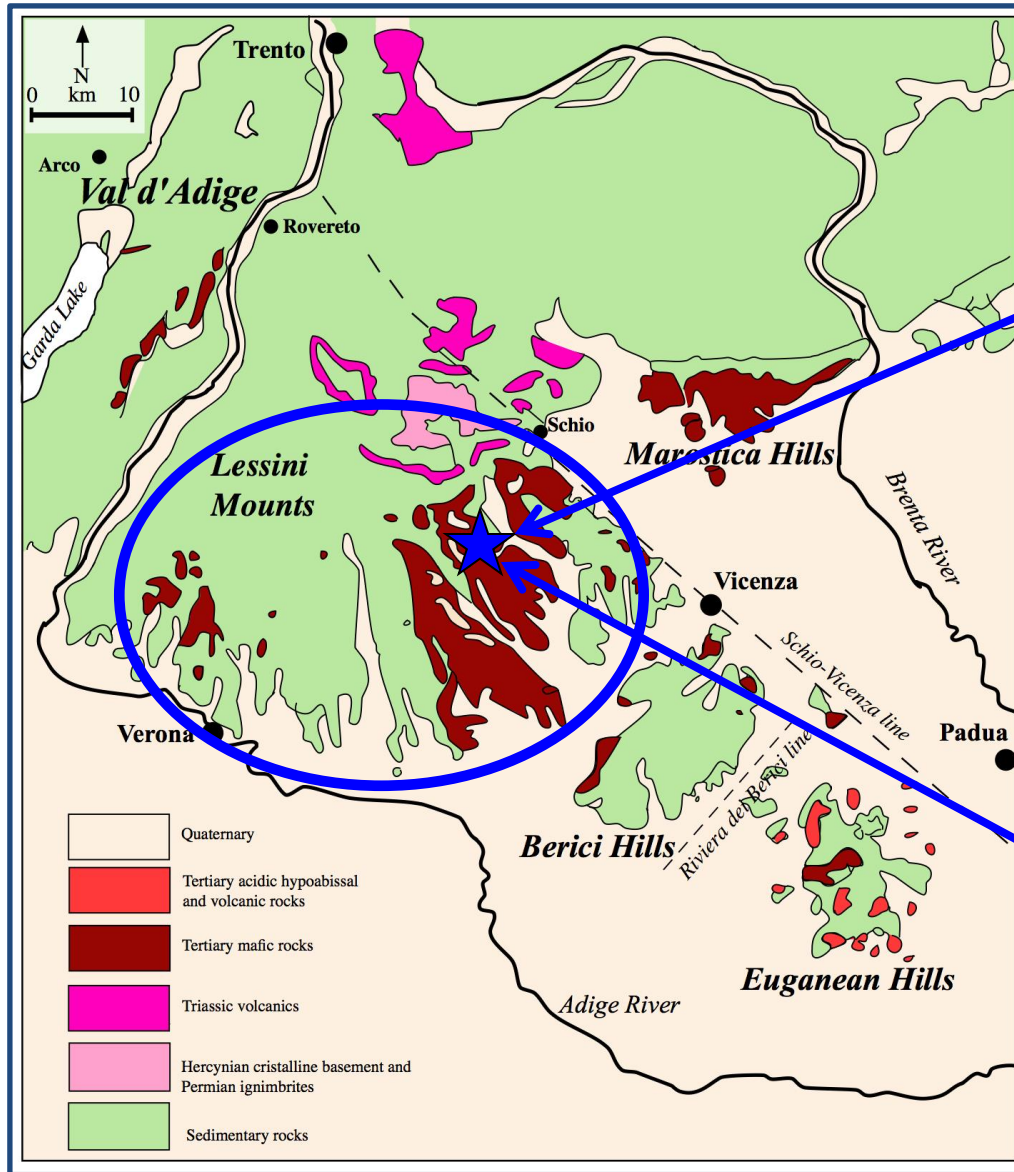 Trento
N
0 km 10
Arco
Val d'Adige
Rovereto
Garda Lake
Schio
Lessini
Mounts
Marostica Hills
Brenta River
Vicenza
Schio-Vicenza line
Verona
Padua
Riviera dei Berici line
Berici Hills
Euganean Hills
Adige River
Quaternary
Tertiary acidic hypoabissal
and volcanic rocks
Tertiary mafic rocks
Triassic volcanics
Hercynian cristalline basement and
Permian ignimbrites
Sedimentary rocks